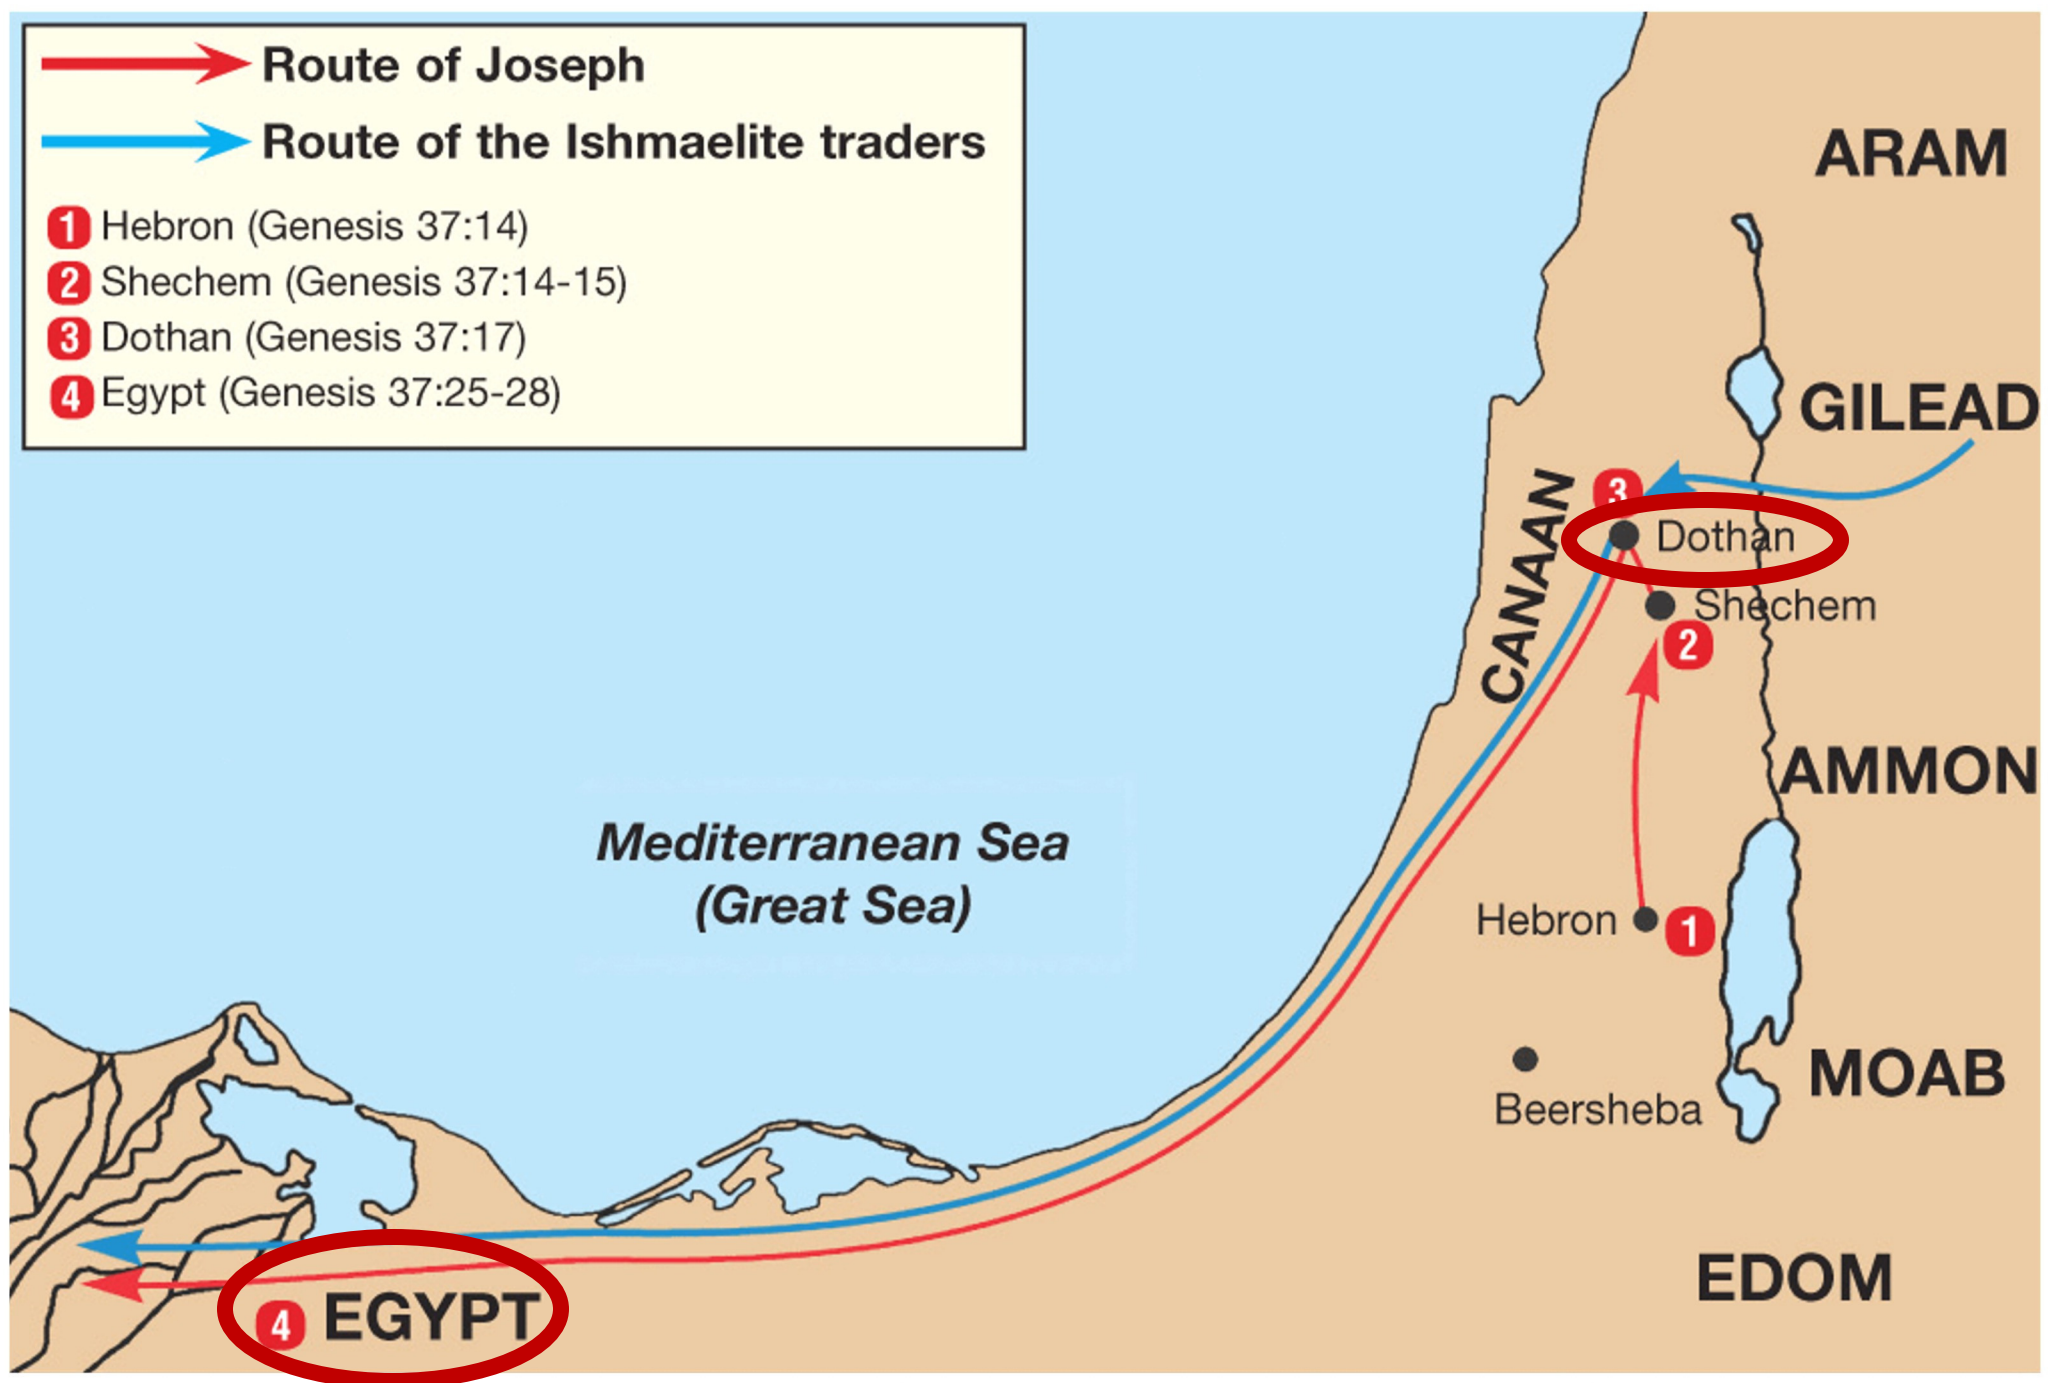 Route of Joseph
Route of the Ishmaelite traders
1 Hebron (Genesis 37:14)
2 Shechem (Genesis 37:14-15)
3 Dothan (Genesis 37:17)
4 Egypt (Genesis 37:25-28)
ARAM
GILEAD
3
Dothan
CANAAN
Shechem
2
AMMON
Mediterranean Sea
(Great Sea)
Hebron
1
MOAB
Beersheba
EDOM
4 EGYPT